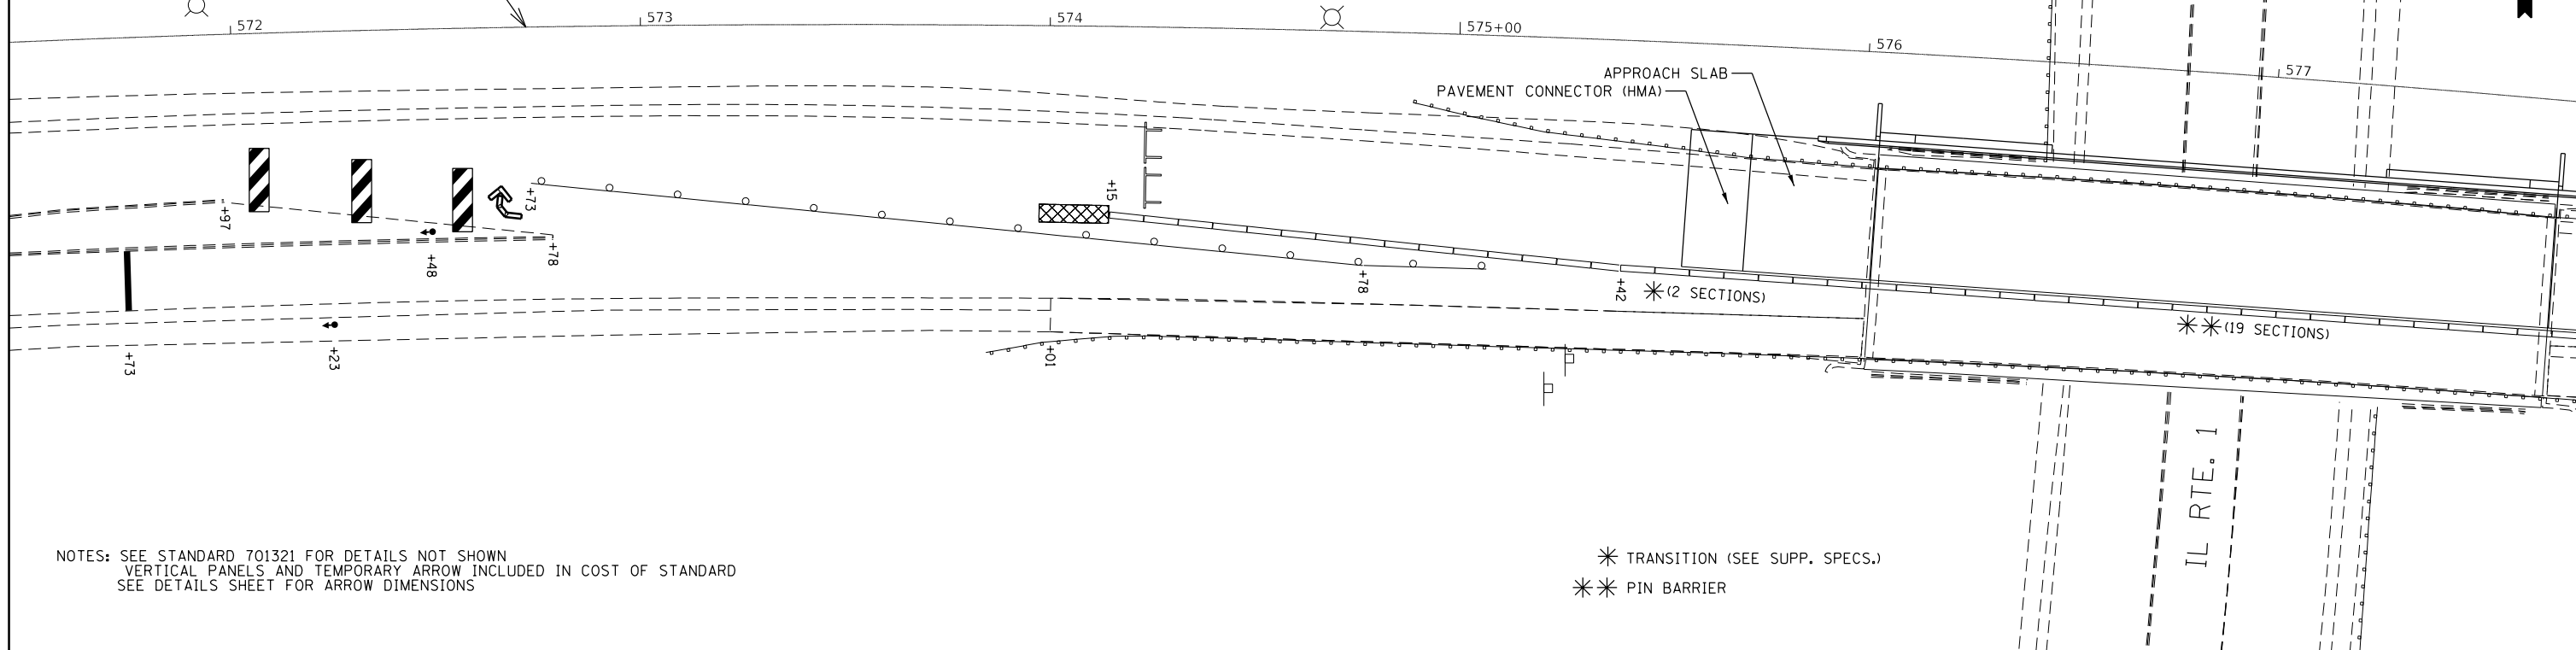 572
573
574
575+00
576
577
APPROACH SLAB
PAVEMENT CONNECTOR (HMA)
+97
+48
+73
+78
+15
+78
+42
(2 SECTIONS)
(19 SECTIONS)
+73
+23
+01
IL RTE. 1
NOTES: SEE STANDARD 701321 FOR DETAILS NOT SHOWN
VERTICAL PANELS AND TEMPORARY ARROW INCLUDED IN COST OF STANDARD
SEE DETAILS SHEET FOR ARROW DIMENSIONS
TRANSITION (SEE SUPP. SPECS.)
PIN BARRIER